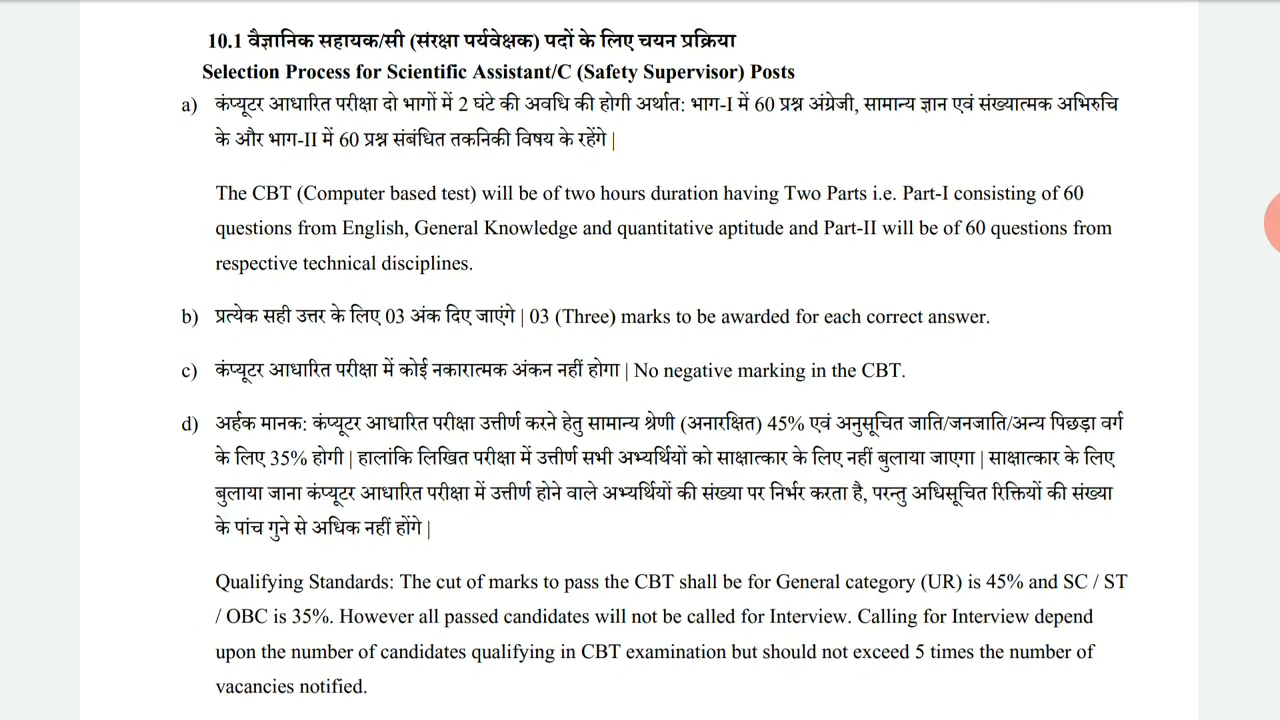 10.1 वैज्ञानिक सहायक/सी (संरक्षा पर्यवेक्षक) पदों के लिए चयन प्रक्रिया
Selection Process for Scientific Assistant/C (Safety Supervisor) Posts
a) कंप्यूटर आधारित परीक्षा दो भागों में 2 घंटे की अवधि की होगी अर्थात: भाग-I में 60 प्रश्न अंग्रेजी, सामान्य ज्ञान एवं संख्यात्मक अभिरुचि
के और भाग-II में 60 प्रश्न संबंधित तकनिकी विषय के रहेंगे |
The CBT (Computer based test) will be of two hours duration having Two Parts i.e. Part-I consisting of 60
questions from English, General Knowledge and quantitative aptitude and Part-II will be of 60 questions from
respective technical disciplines.
b) प्रत्येक सही उत्तर के लिए 03 अंक दिए जाएंगे | 03 (Three) marks to be awarded for each correct answer.
c) कंप्यूटर आधारित परीक्षा में कोई नकारात्मक अंकन नहीं होगा | No negative marking in the CBT.
d) अर्हक मानक: कंप्यूटर आधारित परीक्षा उत्तीर्ण करने हेतु सामान्य श्रेणी (अनारक्षित) 45% एवं अनुसूचित जाति/जनजाति/अन्य पिछड़ा वर्ग
के लिए 35% होगी | हालांकि लिखित परीक्षा में उत्तीर्ण सभी अभ्यर्थियों को साक्षात्कार के लिए नहीं बुलाया जाएगा | साक्षात्कार के लिए
बुलाया जाना कंप्यूटर आधारित परीक्षा में उत्तीर्ण होने वाले अभ्यर्थियों की संख्या पर निर्भर करता है, परन्तु अधिसूचित रिक्तियों की संख्या
के पांच गुने से अधिक नहीं होंगे |
Qualifying Standards: The cut of marks to pass the CBT shall be for General category (UR) is 45% and SC / ST
/ OBC is 35%. However all passed candidates will not be called for Interview. Calling for Interview depend
upon the number of candidates qualifying in CBT examination but should not exceed 5 times the number of
vacancies notified.